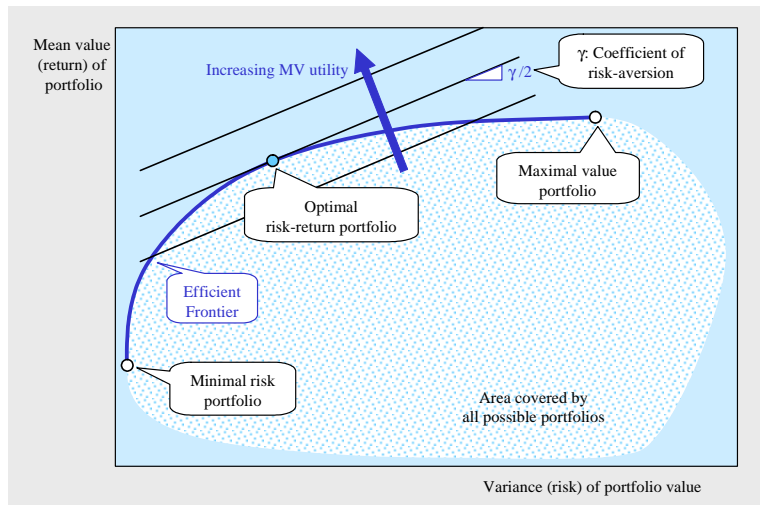 Mean value
(return) of
portfolio
Increasing MV utility
γ /2
γ: Coefficient of
risk-aversion
Maximal value
portfolio
Optimal
risk-return portfolio
Efficient
Frontier
Minimal risk
portfolio
Area covered by
all possible portfolios
Variance (risk) of portfolio value